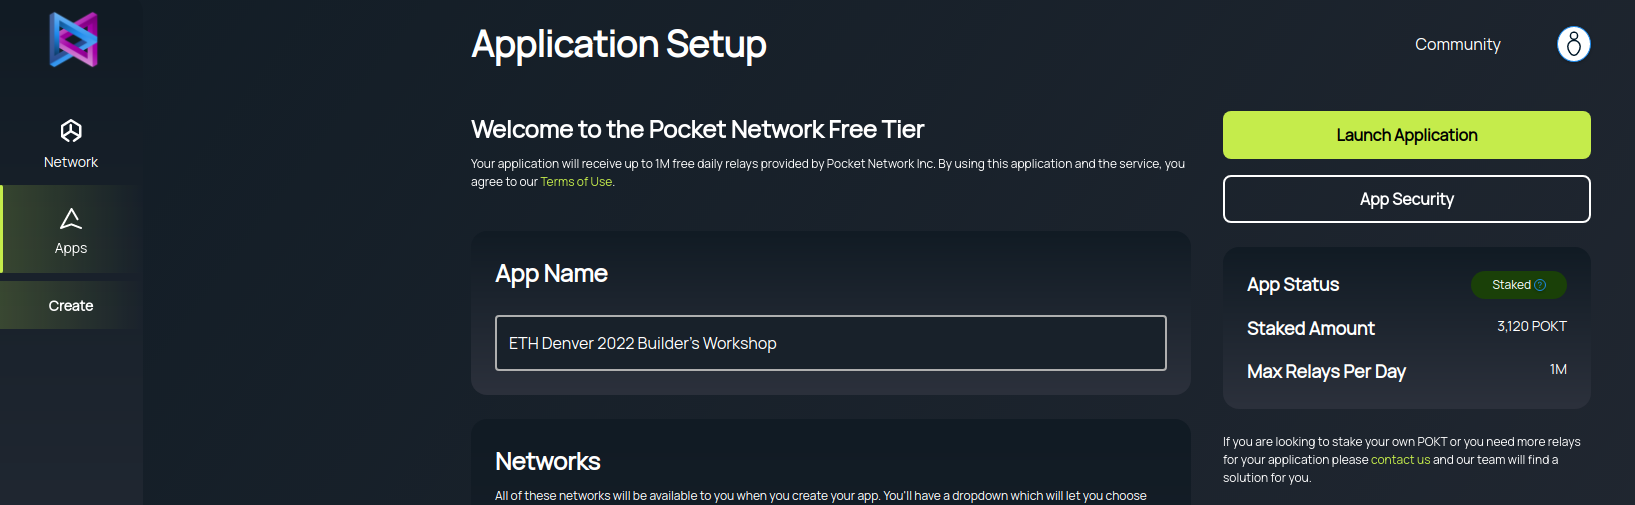 Application Setup
Community
Network
Apps
Create
Welcome to the Pocket Network Free Tier
Your application will receive up to 1M free daily relays provided by Pocket Network Inc. By using this application and the service, you
agree to our Terms of Use.
App Name
ETH Denver 2022 Builder's Workshop
Networks
All of these networks will be available to you when you create your app. You'll have a dropdown which will let you choose
Launch Application
App Security
App Status
Staked ?
Staked Amount
3,120 POKT
Max Relays Per Day
1M
If you are looking to stake your own POKT or you need more relays
for your application please contact us and our team will find a
solution for you.